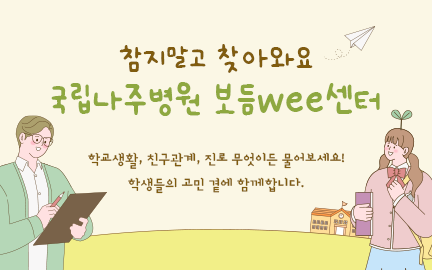 참지말고 찾아와요
국립나주병원 보듬wee센터
학교생활, 친구관계, 진로 무엇이든 물어보세요!
학생들의 고민 곁에 함께합니다.